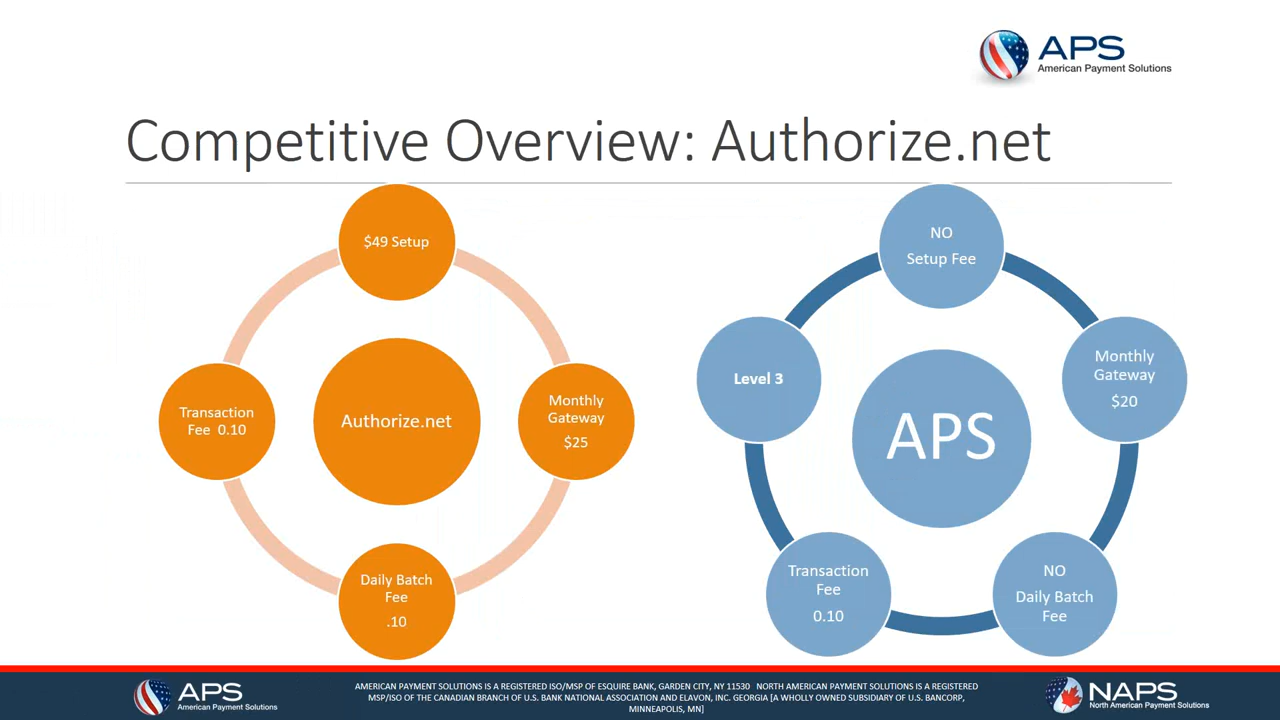 APS
American Payment Solutions
Competitive Overview: Authorize.net
$49 Setup
Transaction
Fee 0.10
Authorize.net
Monthly
Gateway
$25
Daily Batch
Fee
.10
NO
Setup Fee
Level 3
Monthly
Gateway
$20
APS
Transaction
Fee
0.10
NO
Daily Batch
Fee
APS
American Payment Solutions
AMERICAN PAYMENT SOLUTIONS IS A REGISTERED ISO/MSP OF ESQUIRE BANK, GARDEN CITY, NY 11530 NORTH AMERICAN PAYMENT SOLUTIONS IS A REGISTERED
MSP/ISO OF THE CANADIAN BRANCH OF U.S. BANK NATIONAL ASSOCIATION AND ELAVON, INC. GEORGIA [A WHOLLY OWNED SUBSIDIARY OF U.S. BANCORP,
MINNEAPOLIS, MN]
NAPS
North American Payment Solutions